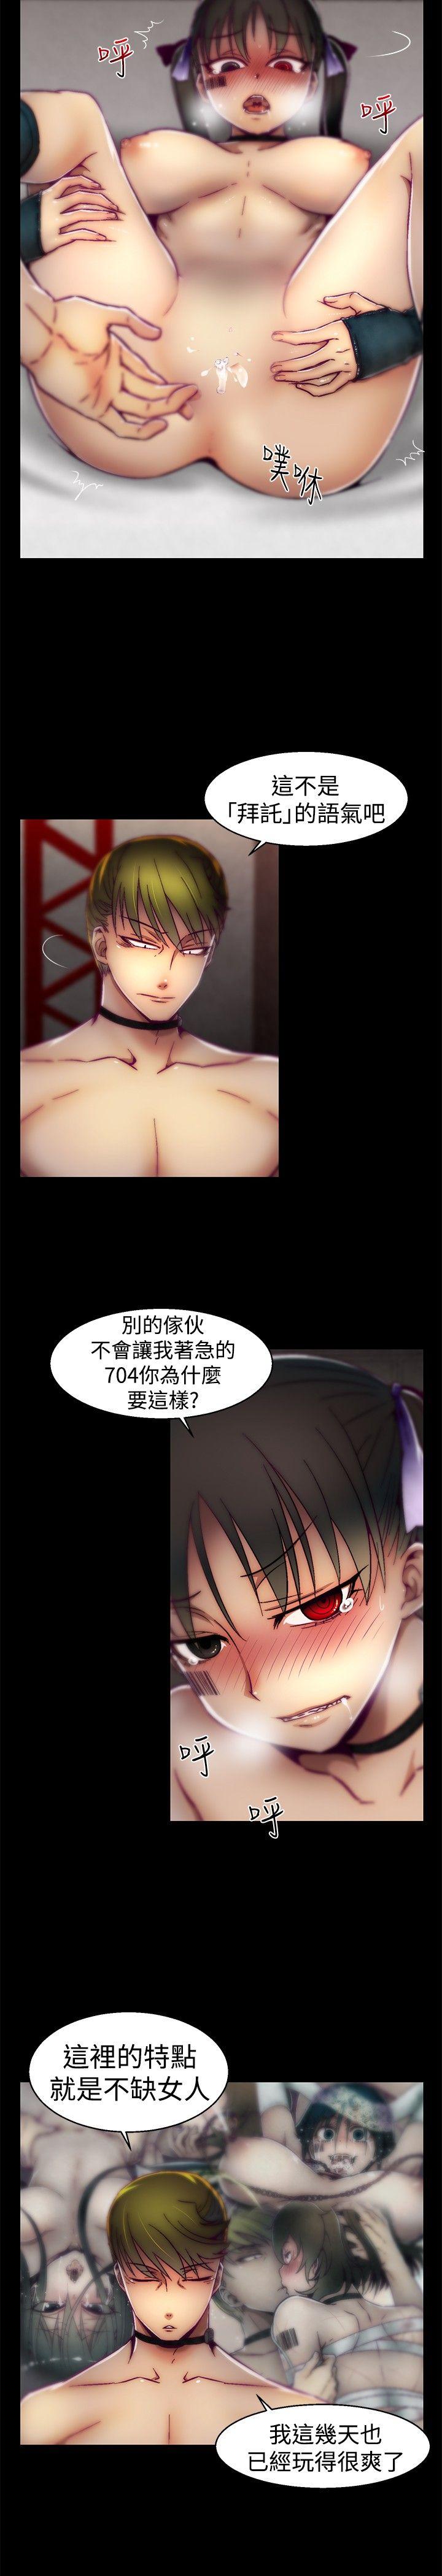 呼
呼
噗咻
這不是
「拜託」的語氣吧
別的傢伙
不會讓我著急的
704你為什麼
要這樣?
呼
呼
這裡的特點
就是不缺女人
我這幾天也
已經玩得很爽了